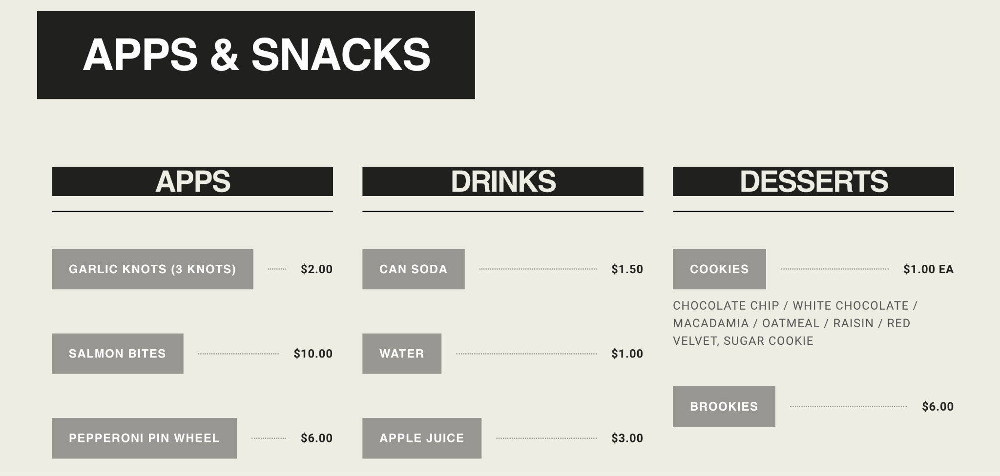 APPS & SNACKS
APPS
GARLIC KNOTS (3 KNOTS) $2.00
SALMON BITES $10.00
PEPPERONI PIN WHEEL $6.00
DRINKS
CAN SODA $1.50
WATER $1.00
APPLE JUICE $3.00
DESSERTS
COOKIES $1.00 EA
CHOCOLATE CHIP / WHITE CHOCOLATE /
MACADAMIA / OATMEAL / RAISIN / RED
VELVET, SUGAR COOKIE
BROOKIES $6.00